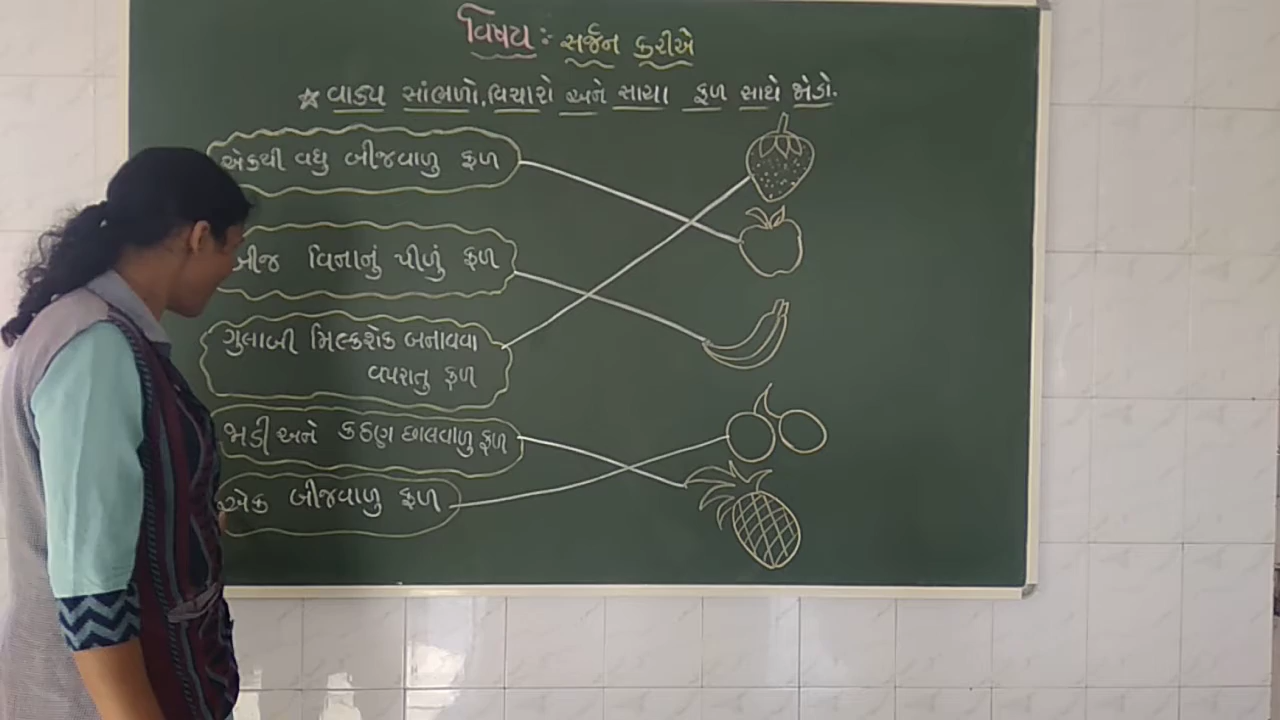 વિષય :- સર્જન કરીએ
★ વાક્ય સાંભળો, વિચારો અને સાચા ફળ સાથે જોડો.
એકથી વધુ બીજવાળુ ફળ
બીજ વિનાનું પીળું ફળ
ગુલાબી મિલ્કશેક બનાવવા
વપરાતુ ફળ
જાડી અને કઠણ છાલવાળુ ફળ
એક બીજવાળુ ફળ